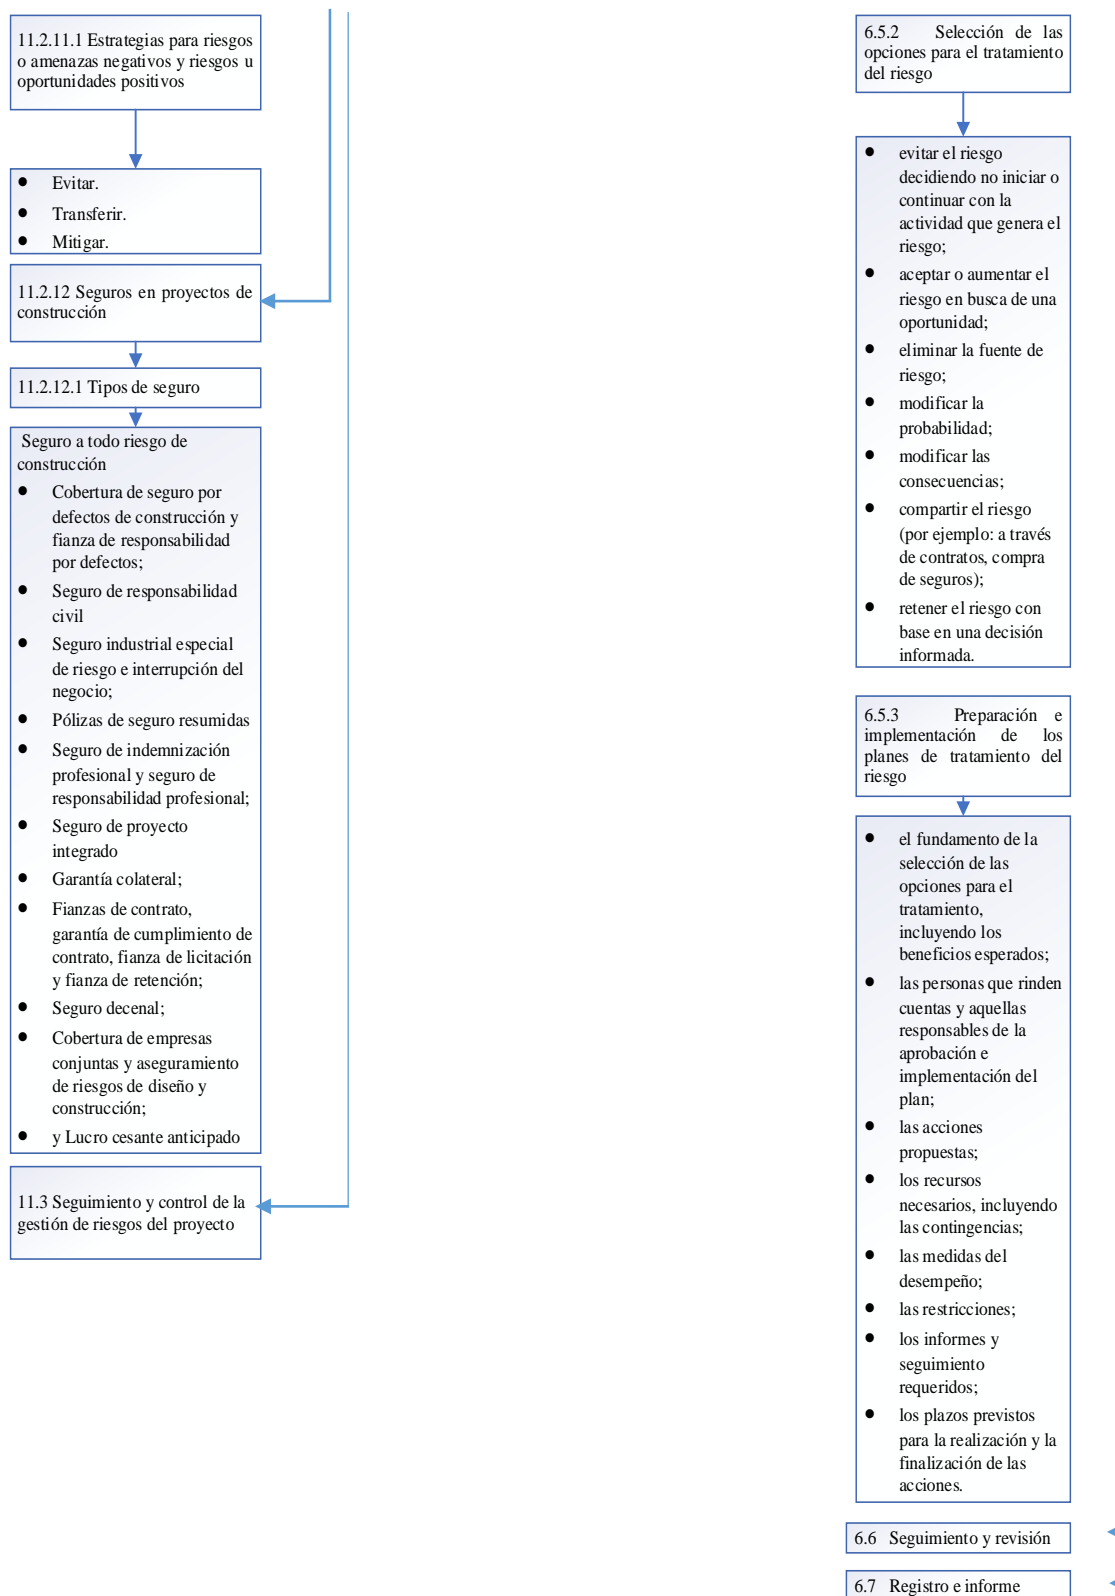 11.2.11.1 Estrategias para riesgos
o amenazas negativos y riesgos u
oportunidades positivos
• Evitar.
• Transferir.
• Mitigar.
11.2.12 Seguros en proyectos de
construcción
11.2.12.1 Tipos de seguro
Seguro a todo riesgo de
construcción
• Cobertura de seguro por
defectos de construcción y
fianza de responsabilidad
por defectos;
• Seguro de responsabilidad
civil
• Seguro industrial especial
de riesgo e interrupción del
negocio;
• Pólizas de seguro resumidas
• Seguro de indemnización
profesional y seguro de
responsabilidad profesional;
• Seguro de proyecto
integrado
• Garantía colateral;
• Fianzas de contrato,
garantía de cumplimiento de
contrato, fianza de licitación
y fianza de retención;
• Seguro decenal;
• Cobertura de empresas
conjuntas y aseguramiento
de riesgos de diseño y
construcción;
• y Lucro cesante anticipado
11.3 Seguimiento y control de la
gestión de riesgos del proyecto
6.5.2 Selección de las
opciones para el tratamiento
del riesgo
• evitar el riesgo
decidiendo no iniciar o
continuar con la
actividad que genera el
riesgo;
• aceptar o aumentar el
riesgo en busca de una
oportunidad;
• eliminar la fuente de
riesgo;
• modificar la
probabilidad;
• modificar las
consecuencias;
• compartir el riesgo
(por ejemplo: a través
de contratos, compra
de seguros);
• retener el riesgo con
base en una decisión
informada.
6.5.3 Preparación e
implementación de los
planes de tratamiento del
riesgo
• el fundamento de la
selección de las
opciones para el
tratamiento,
incluyendo los
beneficios esperados;
• las personas que rinden
cuentas y aquellas
responsables de la
aprobación e
implementación del
plan;
• las acciones
propuestas;
• los recursos
necesarios, incluyendo
las contingencias;
• las medidas del
desempeño;
• las restricciones;
• los informes y
seguimiento
requeridos;
• los plazos previstos
para la realización y la
finalización de las
acciones.
6.6 Seguimiento y revisión
6.7 Registro e informe